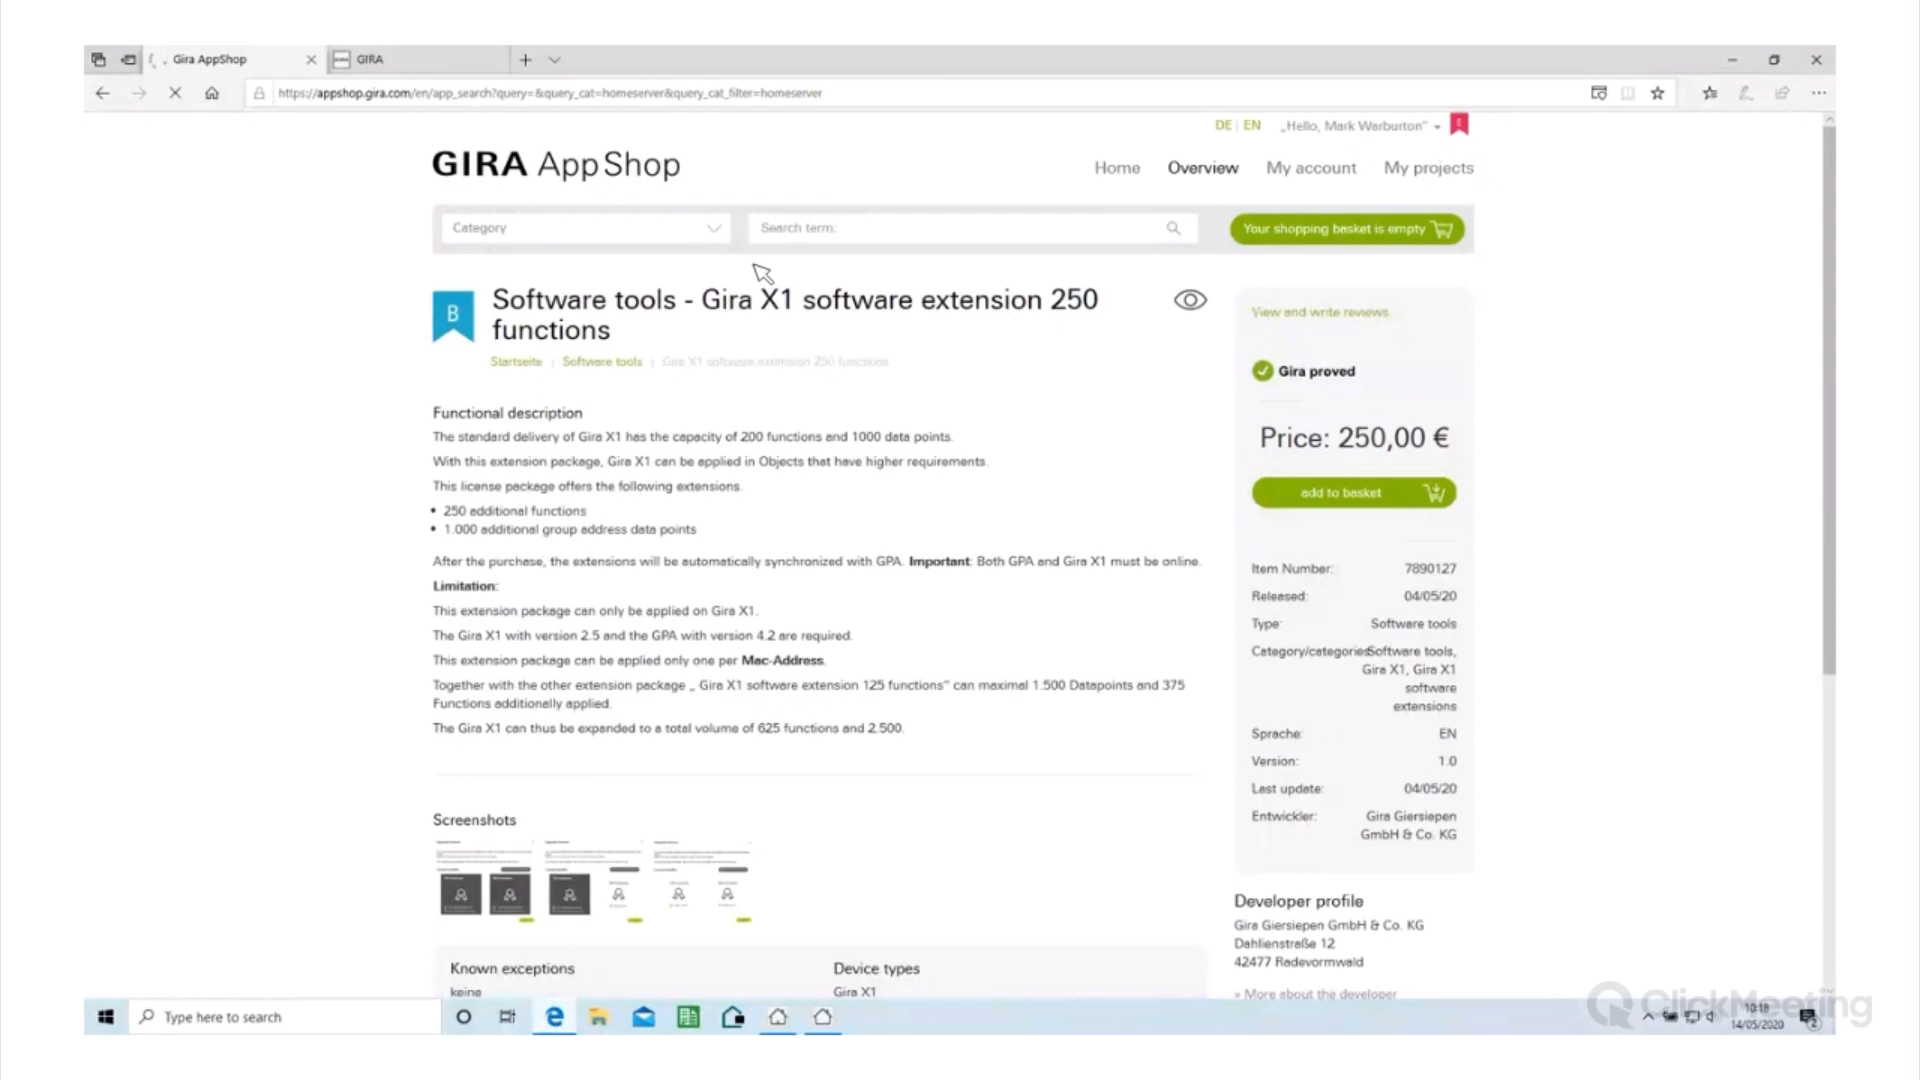 Gira AppShop
GIRA
https://appshop.gira.com/en/app_search?query=&query_cat=homeserver&query_cat_filter=homeserver
DE | EN „Hello, Mark Warburton"
GIRA AppShop
Home Overview My account My projects
Category
Search term:
Your shopping basket is empty
B
Software tools - Gira X1 software extension 250
functions
Startseite | Software tools | Gira X1 software extension 250 functions
View and write reviews
Gira proved
Price: 250,00 €
add to basket
Functional description
The standard delivery of Gira X1 has the capacity of 200 functions and 1000 data points.
With this extension package, Gira X1 can be applied in Objects that have higher requirements.
This license package offers the following extensions.
• 250 additional functions
• 1.000 additional group address data points
After the purchase, the extensions will be automatically synchronized with GPA. Important: Both GPA and Gira X1 must be online.
Limitation:
This extension package can only be applied on Gira X1.
The Gira X1 with version 2.5 and the GPA with version 4.2 are required.
This extension package can be applied only one per Mac-Address.
Together with the other extension package „ Gira X1 software extension 125 functions" can maximal 1.500 Datapoints and 375
Functions additionally applied.
The Gira X1 can thus be expanded to a total volume of 625 functions and 2.500.
Item Number: 7890127
Released: 04/05/20
Type: Software tools
Category/categories Software tools,
Gira X1, Gira X1
software
extensions
Sprache: EN
Version: 1.0
Last update: 04/05/20
Entwickler: Gira Giersiepen
GmbH & Co. KG
Screenshots
Developer profile
Gira Giersiepen GmbH & Co. KG
Dahlienstraße 12
42477 Radevormwald
» More about the developer
Known exceptions
keine
Device types
Gira X1
Type here to search
ClickMeeting
10:18
14/05/2020
2